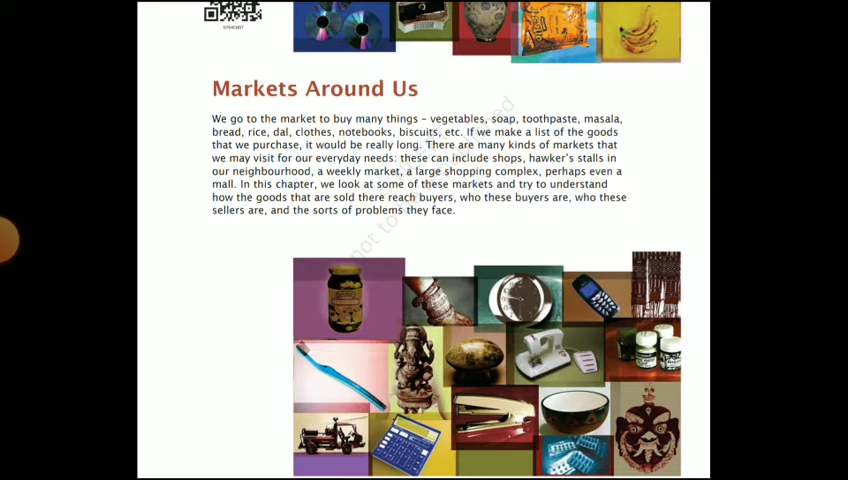 Markets Around Us
We go to the market to buy many things – vegetables, soap, toothpaste, masala,
bread, rice, dal, clothes, notebooks, biscuits, etc. If we make a list of the goods
that we purchase, it would be really long. There are many kinds of markets that
we may visit for our everyday needs: these can include shops, hawker's stalls in
our neighbourhood, a weekly market, a large shopping complex, perhaps even a
mall. In this chapter, we look at some of these markets and try to understand
how the goods that are sold there reach buyers, who these buyers are, who these
sellers are, and the sorts of problems they face.